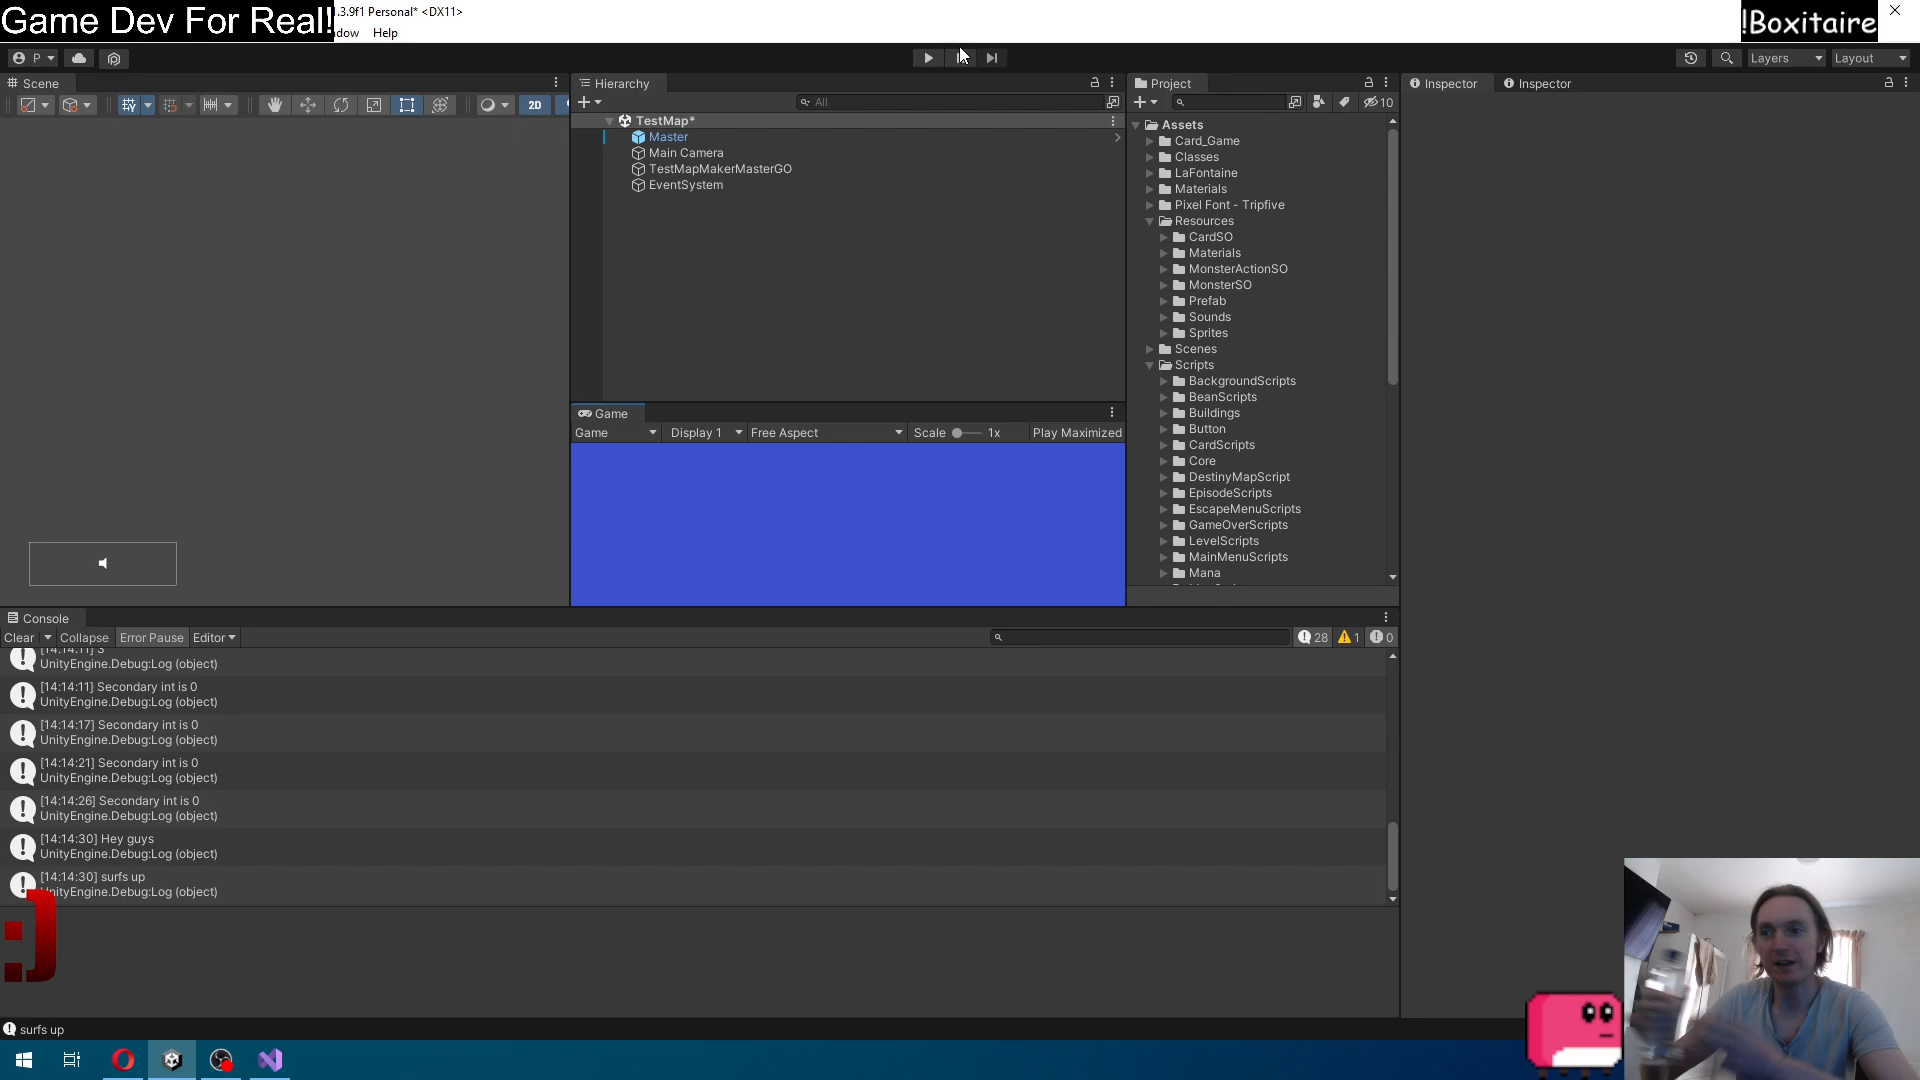 Game Dev For Real!
.3.9f1 Personal* <DX11>
!Boxitaire
dow Help
P
Layers
Layout
Scene
2D
Hierarchy
All
TestMap*
Master
Main Camera
TestMapMakerMasterGO
EventSystem
Game
Game
Display 1
Free Aspect
Scale
1x
Play Maximized
Project
10
Assets
Card_Game
Classes
LaFontaine
Materials
Pixel Font - Tripfive
Resources
CardSO
Materials
MonsterActionSO
MonsterSO
Prefab
Sounds
Sprites
Scenes
Scripts
BackgroundScripts
BeanScripts
Buildings
Button
CardScripts
Core
DestinyMapScript
EpisodeScripts
EscapeMenuScripts
GameOverScripts
LevelScripts
MainMenuScripts
Mana
Inspector
Inspector
Console
Clear
Collapse
Error Pause
Editor
28
1
0
[14:14:11] 3
UnityEngine.Debug:Log (object)
[14:14:11] Secondary int is 0
UnityEngine.Debug:Log (object)
[14:14:17] Secondary int is 0
UnityEngine.Debug:Log (object)
[14:14:21] Secondary int is 0
UnityEngine.Debug:Log (object)
[14:14:26] Secondary int is 0
UnityEngine.Debug:Log (object)
[14:14:30] Hey guys
UnityEngine.Debug:Log (object)
[14:14:30] surfs up
UnityEngine.Debug:Log (object)
:)
surfs up